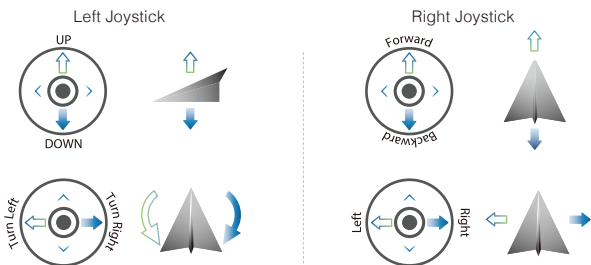 Left Joystick
Right Joystick
UP
DOWN
Forward
Backward
Turn Left
Turn Right
Left
Right